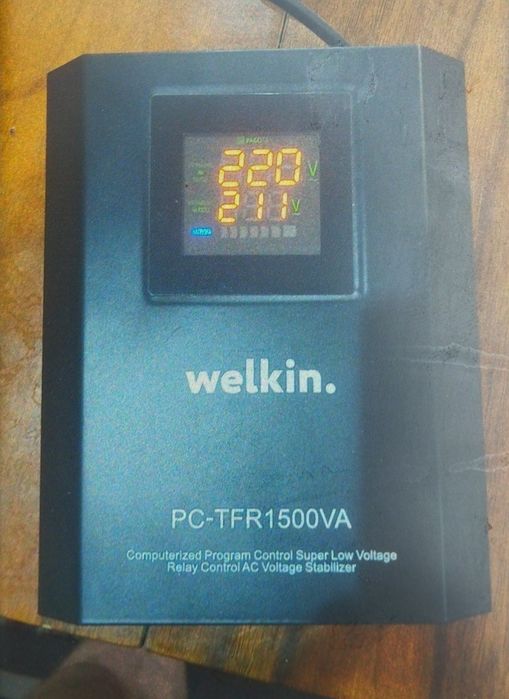 220 V
211 V
welkin.
PC-TFR1500VA
Computerized Program Control Super Low Voltage
Relay Control AC Voltage Stabilizer